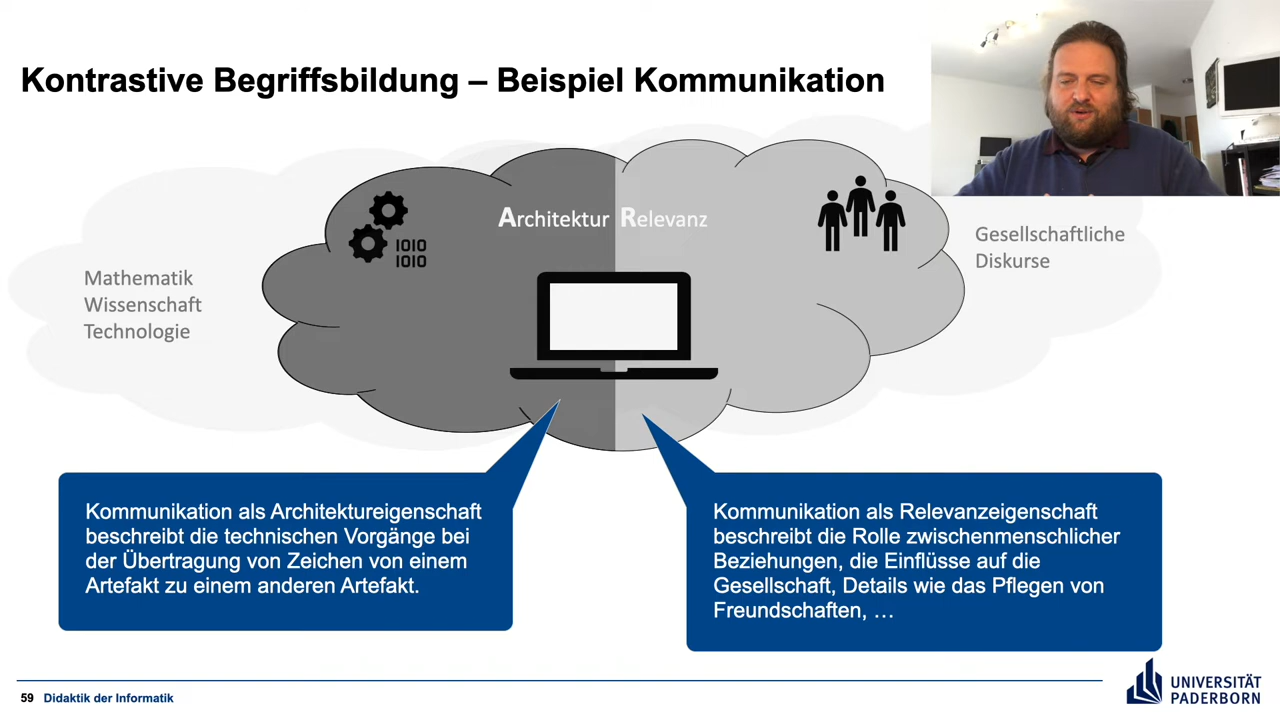 Kontrastive Begriffsbildung – Beispiel Kommunikation
Architektur Relevanz
1010
1010
Mathematik
Wissenschaft
Technologie
Gesellschaftliche
Diskurse
Kommunikation als Architektureigenschaft
beschreibt die technischen Vorgänge bei
der Übertragung von Zeichen von einem
Artefakt zu einem anderen Artefakt.
Kommunikation als Relevanzeigenschaft
beschreibt die Rolle zwischenmenschlicher
Beziehungen, die Einflüsse auf die
Gesellschaft, Details wie das Pflegen von
Freundschaften, …
59 Didaktik der Informatik
UNIVERSITÄT
PADERBORN